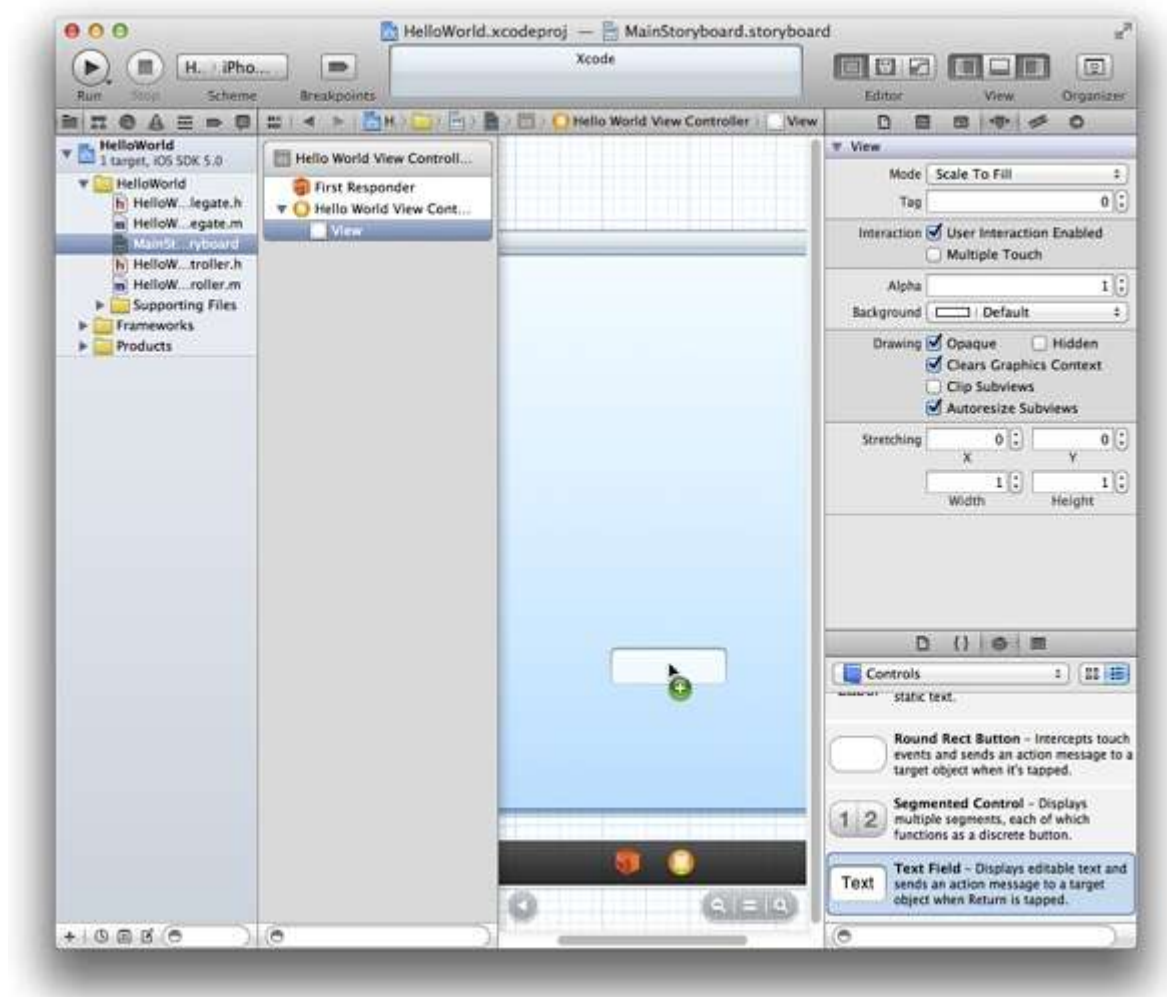 HelloWorld.xcodeproj — MainStoryboard.storyboard
Xcode
H. iPho...
Run Stop Scheme Breakpoints Editor View Organizer
H. Hello World View Controller View
HelloWorld
1 target, iOS SDK 5.0
HelloWorld
HelloW...legate.h
HelloW...egate.m
MainSt...ryboard
HelloW...troller.h
HelloW...roller.m
Supporting Files
Frameworks
Products
Hello World View Controll...
First Responder
Hello World View Cont...
View
View
Mode Scale To Fill
Tag 0
Interaction User Interaction Enabled
Multiple Touch
Alpha 1
Background Default
Drawing Opaque Hidden
Clears Graphics Context
Clip Subviews
Autoresize Subviews
Stretching 0 0
X Y
1 1
Width Height
{}
Controls
static text.
Round Rect Button – Intercepts touch
events and sends an action message to a
target object when it's tapped.
1 2
Segmented Control – Displays
multiple segments, each of which
functions as a discrete button.
Text
Text Field – Displays editable text and
sends an action message to a target
object when Return is tapped.